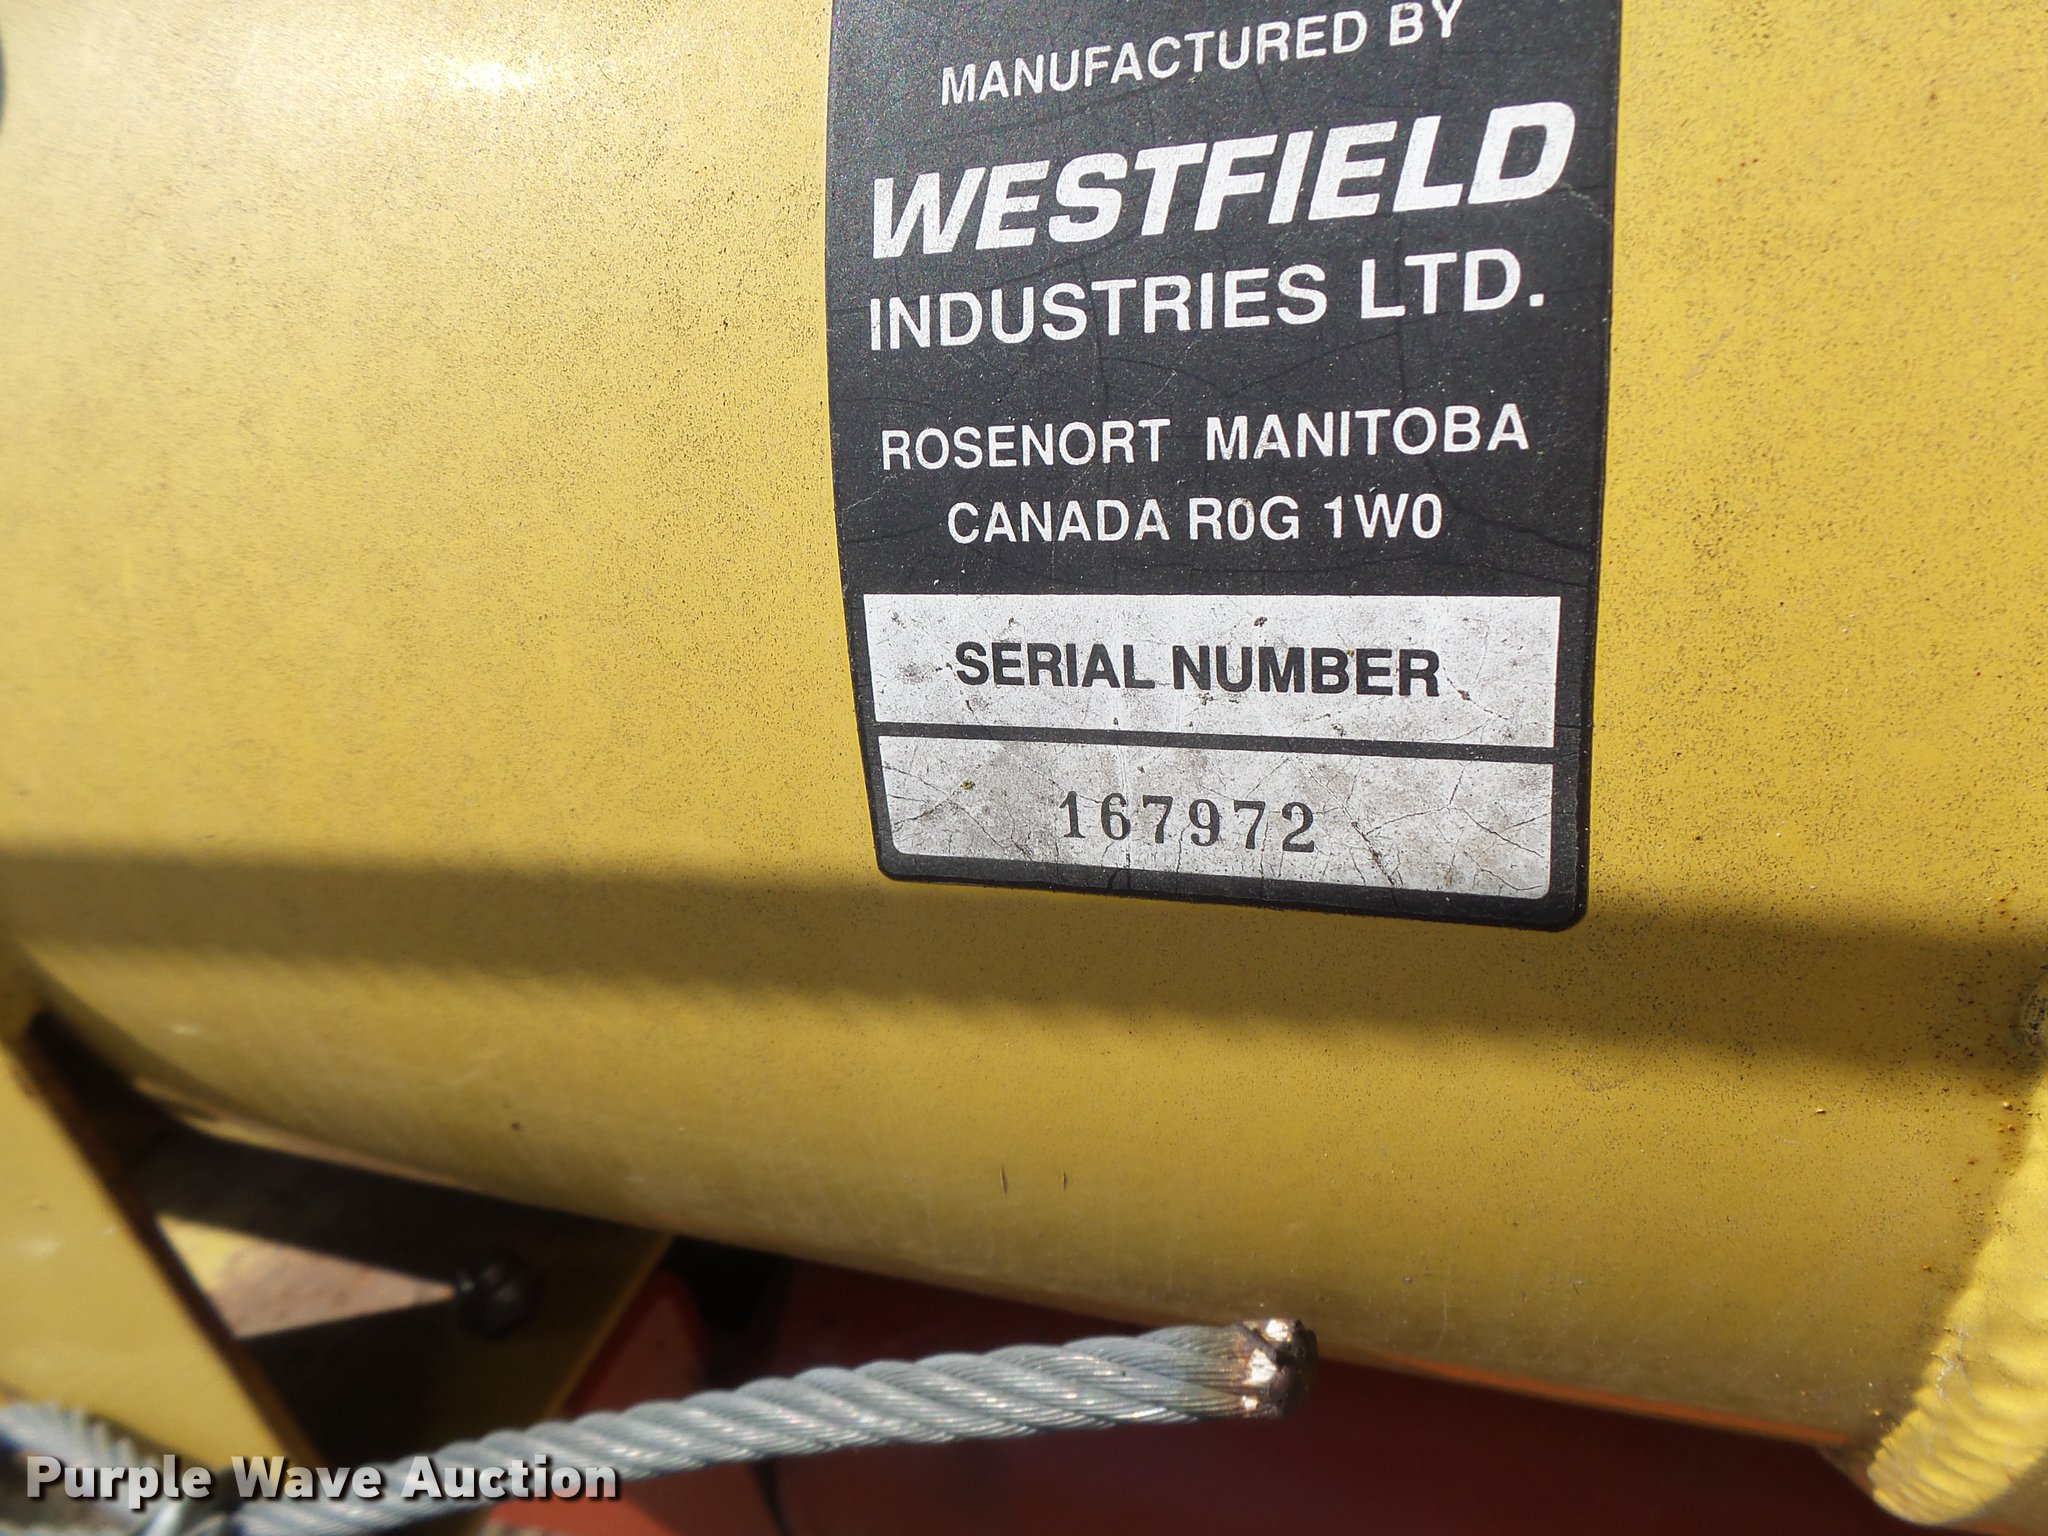 MANUFACTURED BY
WESTFIELD
INDUSTRIES LTD.
ROSENORT MANITOBA
CANADA R0G 1W0
SERIAL NUMBER
167972
Purple Wave Auction